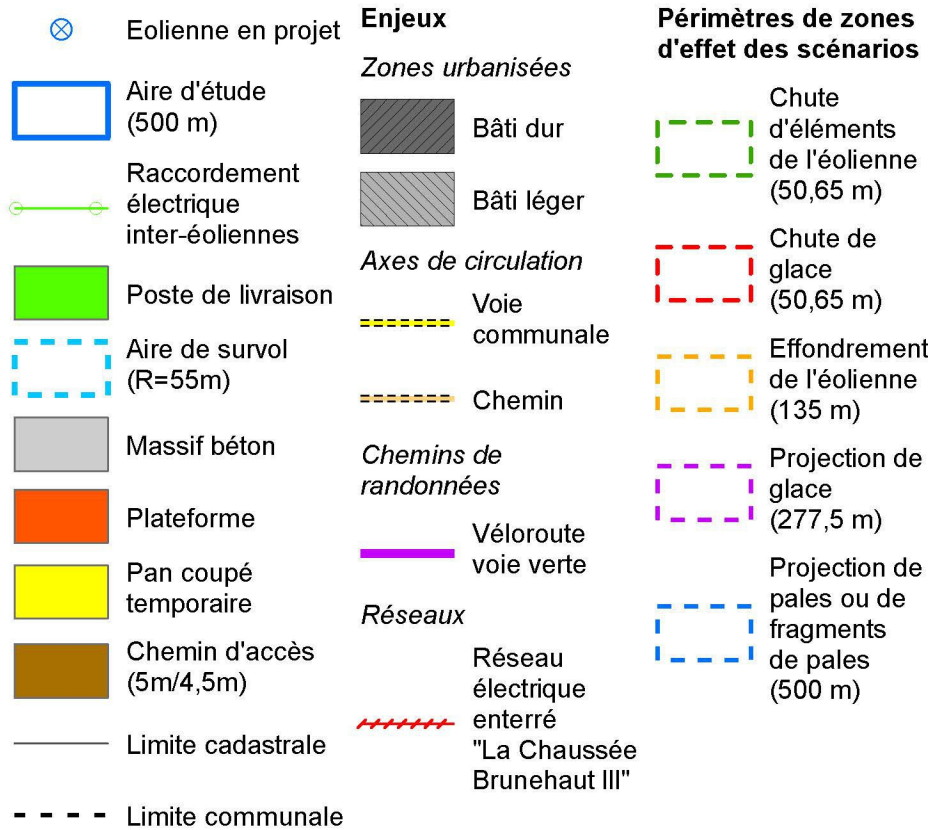 Eolienne en projet
Aire d'étude
(500 m)
Raccordement
électrique
inter-éoliennes
Poste de livraison
Aire de survol
(R=55m)
Massif béton
Plateforme
Pan coupé
temporaire
Chemin d'accès
(5m/4,5m)
Limite cadastrale
Limite communale
Enjeux
Zones urbanisées
Bâti dur
Bâti léger
Axes de circulation
Voie
communale
Chemin
Chemins de
randonnées
Véloroute
voie verte
Réseaux
Réseau
électrique
enterré
"La Chaussée
Brunehaut III"
Périmètres de zones
d'effet des scénarios
Chute
d'éléments
de l'éolienne
(50,65 m)
Chute de
glace
(50,65 m)
Effondrement
de l'éolienne
(135 m)
Projection de
glace
(277,5 m)
Projection de
pales ou de
fragments
de pales
(500 m)